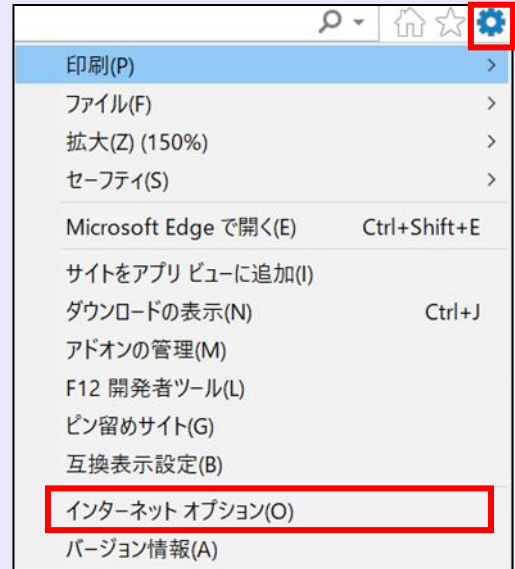 印刷(P)
ファイル(F)
拡大(Z) (150%)
セーフティ(S)
Microsoft Edge で開く(E) Ctrl+Shift+E
サイトをアプリ ビューに追加(I)
ダウンロードの表示(N) Ctrl+J
アドオンの管理(M)
F12 開発者ツール(L)
ピン留めサイト(G)
互換表示設定(B)
インターネット オプション(O)
バージョン情報(A)